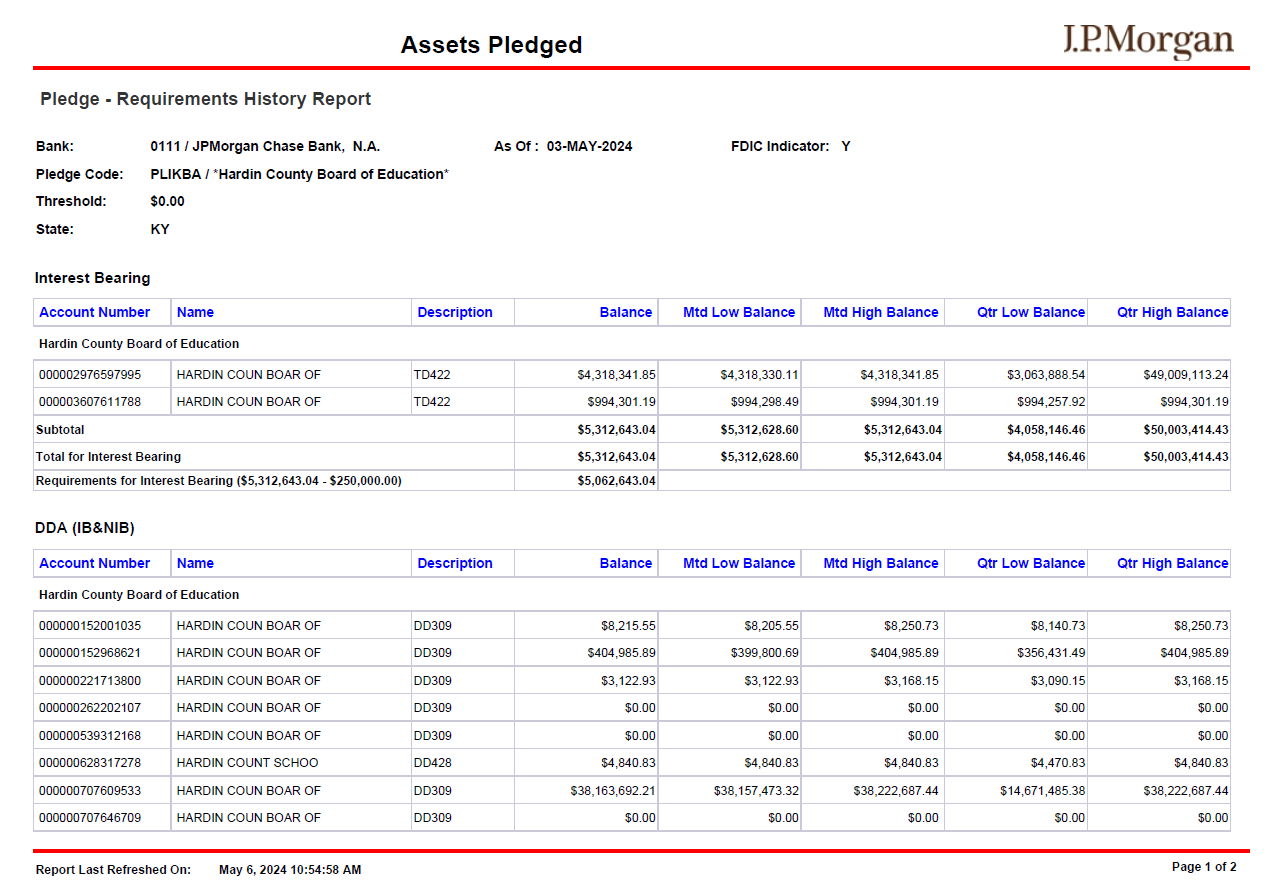 Assets Pledged
J.P.Morgan
Pledge - Requirements History Report
Bank: 0111 / JPMorgan Chase Bank, N.A. As Of : 03-MAY-2024 FDIC Indicator: Y
Pledge Code: PLIKBA / *Hardin County Board of Education*
Threshold: $0.00
State: KY
Interest Bearing
Account Number Name Description Balance Mtd Low Balance Mtd High Balance Qtr Low Balance Qtr High Balance
Hardin County Board of Education
000002976597995 HARDIN COUN BOAR OF TD422 $4,318,341.85 $4,318,330.11 $4,318,341.85 $3,063,888.54 $49,009,113.24
000003607611788 HARDIN COUN BOAR OF TD422 $994,301.19 $994,298.49 $994,301.19 $994,257.92 $994,301.19
Subtotal $5,312,643.04 $5,312,628.60 $5,312,643.04 $4,058,146.46 $50,003,414.43
Total for Interest Bearing $5,312,643.04 $5,312,628.60 $5,312,643.04 $4,058,146.46 $50,003,414.43
Requirements for Interest Bearing ($5,312,643.04 - $250,000.00) $5,062,643.04
DDA (IB&NIB)
Account Number Name Description Balance Mtd Low Balance Mtd High Balance Qtr Low Balance Qtr High Balance
Hardin County Board of Education
000000152001035 HARDIN COUN BOAR OF DD309 $8,215.55 $8,205.55 $8,250.73 $8,140.73 $8,250.73
000000152968621 HARDIN COUN BOAR OF DD309 $404,985.89 $399,800.69 $404,985.89 $356,431.49 $404,985.89
000000221713800 HARDIN COUN BOAR OF DD309 $3,122.93 $3,122.93 $3,168.15 $3,090.15 $3,168.15
000000262202107 HARDIN COUN BOAR OF DD309 $0.00 $0.00 $0.00 $0.00 $0.00
000000539312168 HARDIN COUN BOAR OF DD309 $0.00 $0.00 $0.00 $0.00 $0.00
000000628317278 HARDIN COUNT SCHOO DD428 $4,840.83 $4,840.83 $4,840.83 $4,470.83 $4,840.83
000000707609533 HARDIN COUN BOAR OF DD309 $38,163,692.21 $38,157,473.32 $38,222,687.44 $14,671,485.38 $38,222,687.44
000000707646709 HARDIN COUN BOAR OF DD309 $0.00 $0.00 $0.00 $0.00 $0.00
Report Last Refreshed On: May 6, 2024 10:54:58 AM Page 1 of 2